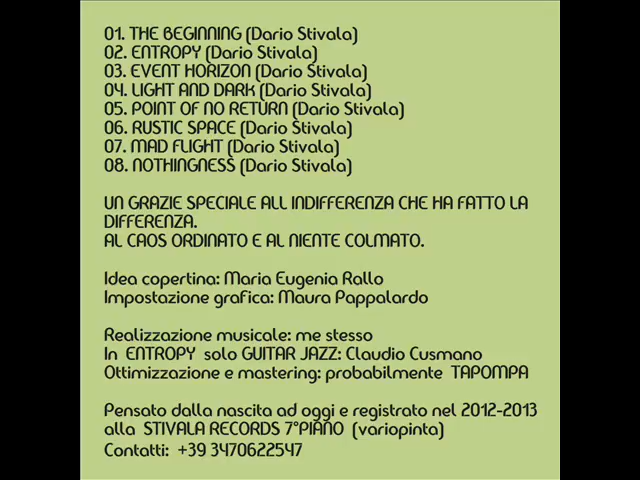 01. THE BEGINNING (Dario Stivala)
02. ENTROPY (Dario Stivala)
03. EVENT HORIZON (Dario Stivala)
04. LIGHT AND DARK (Dario Stivala)
05. POINT OF NO RETURN (Dario Stivala)
06. RUSTIC SPACE (Dario Stivala)
07. MAD FLIGHT (Dario Stivala)
08. NOTHINGNESS (Dario Stivala)
UN GRAZIE SPECIALE ALL INDIFFERENZA CHE HA FATTO LA
DIFFERENZA.
AL CAOS ORDINATO E AL NIENTE COLMATO.
Idea copertina: Maria Eugenia Rallo
Impostazione grafica: Maura Pappalardo
Realizzazione musicale: me stesso
In ENTROPY solo GUITAR JAZZ: Claudio Cusmano
Ottimizzazione e mastering: probabilmente TAPOMPA
Pensato dalla nascita ad oggi e registrato nel 2012-2013
alla STIVALA RECORDS 7°PIANO (variopinta)
Contatti: +39 3470622547